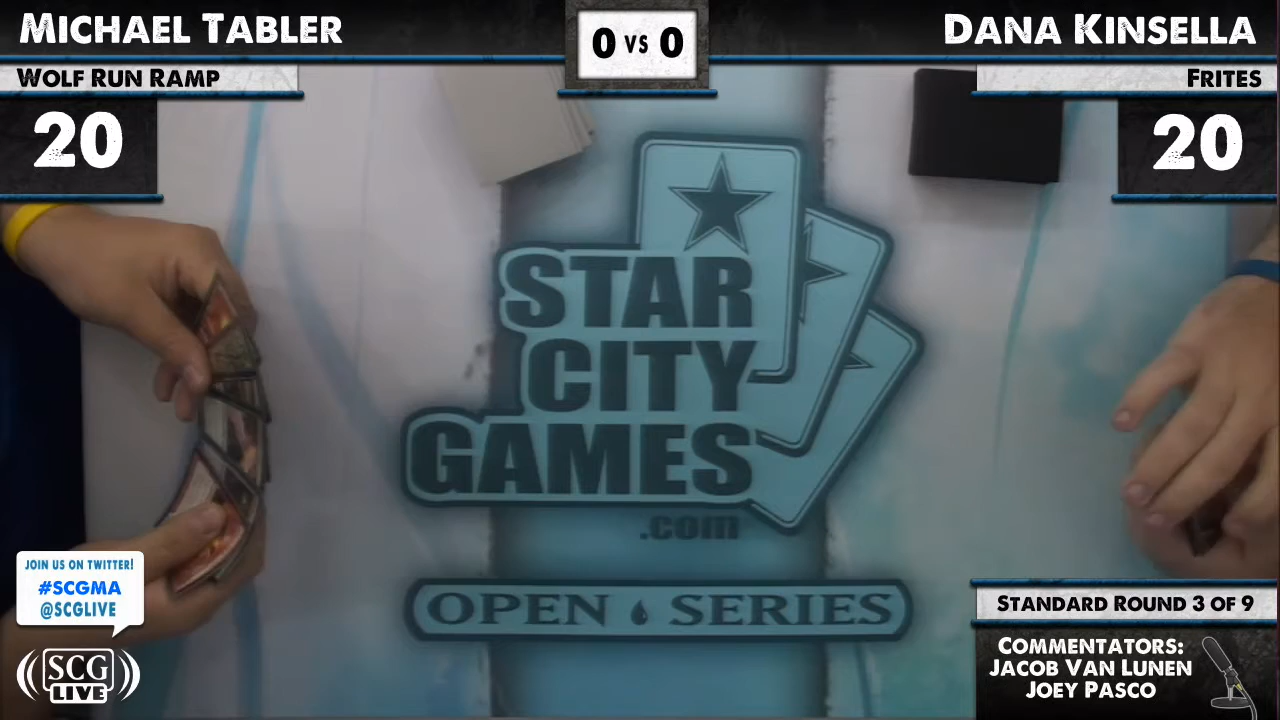 MICHAEL TABLER
0 VS 0
DANA KINSELLA
WOLF RUN RAMP
FRITES
20
20
STAR
CITY
GAMES
.com
OPEN SERIES
JOIN US ON TWITTER!
#SCGMA
@SCGLIVE
SCG
LIVE
STANDARD ROUND 3 OF 9
COMMENTATORS:
JACOB VAN LUNEN
JOEY PASCO